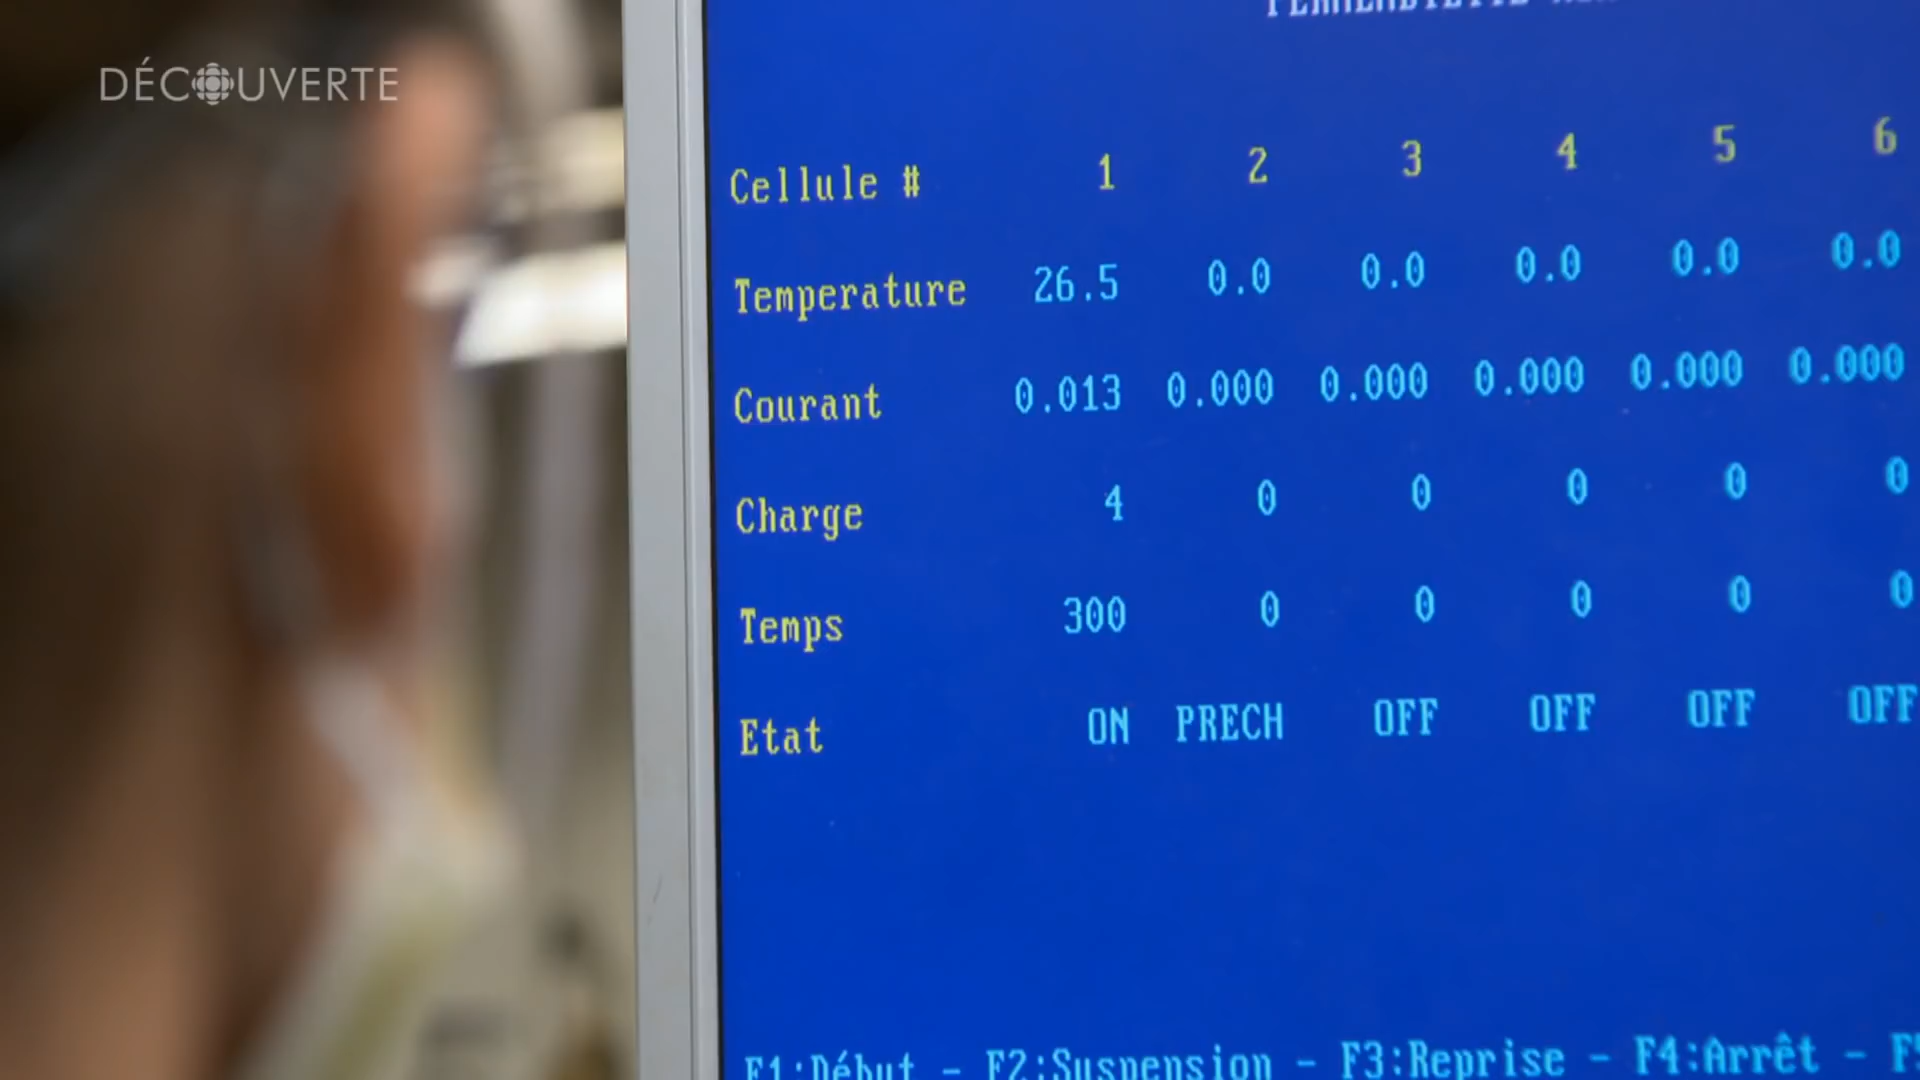 DÉCOUVERTE
Cellule # 1 2 3 4 5 6
Temperature 26.5 0.0 0.0 0.0 0.0 0.0
Courant 0.013 0.000 0.000 0.000 0.000 0.000
Charge 4 0 0 0 0 0
Temps 300 0 0 0 0 0
Etat ON PRECH OFF OFF OFF OFF
F1:Début - F2:Suspension - F3:Reprise - F4:Arrêt -